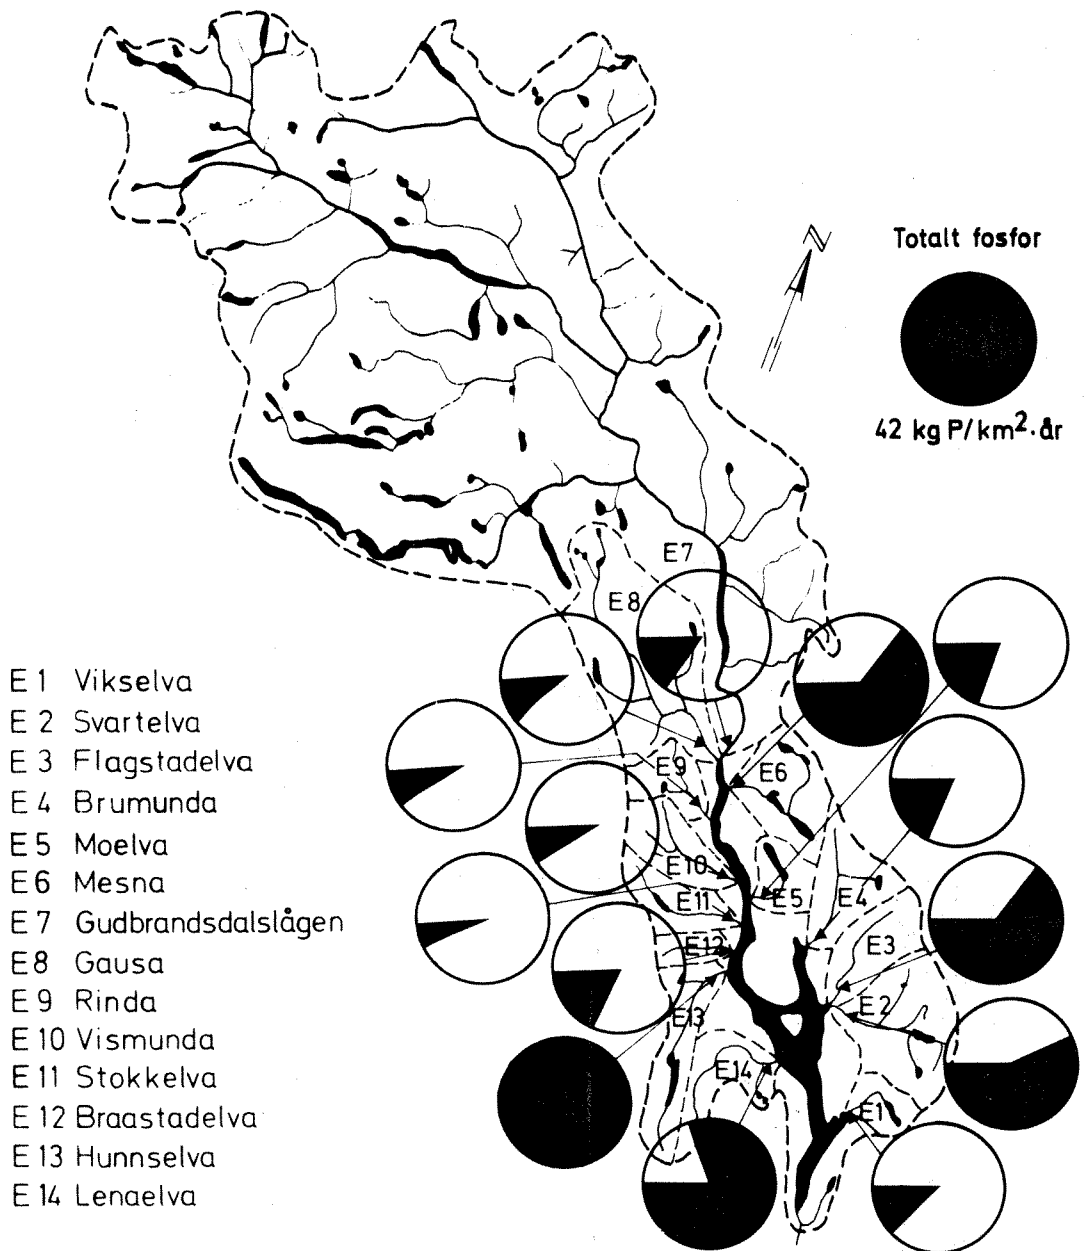 N
Totalt fosfor
42 kg P/km²·år
E7
E8
E9
E6
E10
E5
E4
E11
E12
E3
E13
E2
E14
E1
E 1 Vikselva
E 2 Svartelva
E 3 Flagstadelva
E 4 Brumunda
E 5 Moelva
E 6 Mesna
E 7 Gudbrandsdalslågen
E 8 Gausa
E 9 Rinda
E 10 Vismunda
E 11 Stokkelva
E 12 Braastadelva
E 13 Hunnselva
E 14 Lenaelva